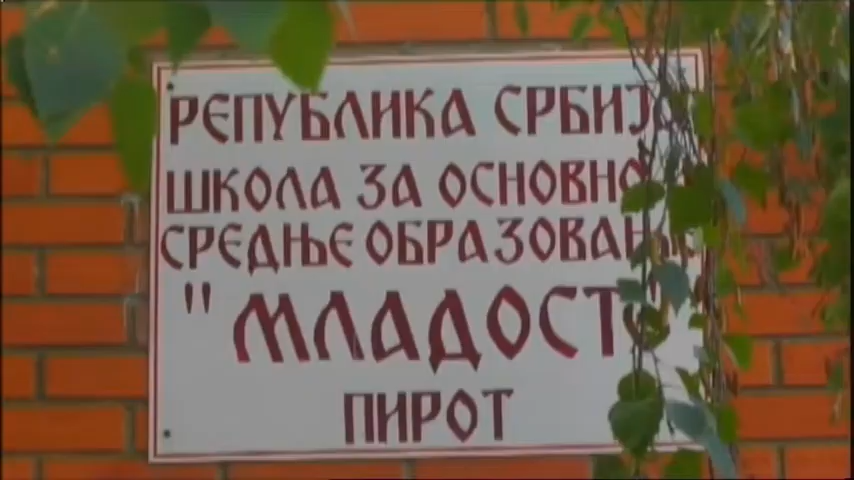 РЕПУБЛИКА СРБИЈА
ШКОЛА ЗА ОСНОВНО
СРЕДЊЕ ОБРАЗОВАЊЕ
"МЛАДОСТ"
ПИРОТ